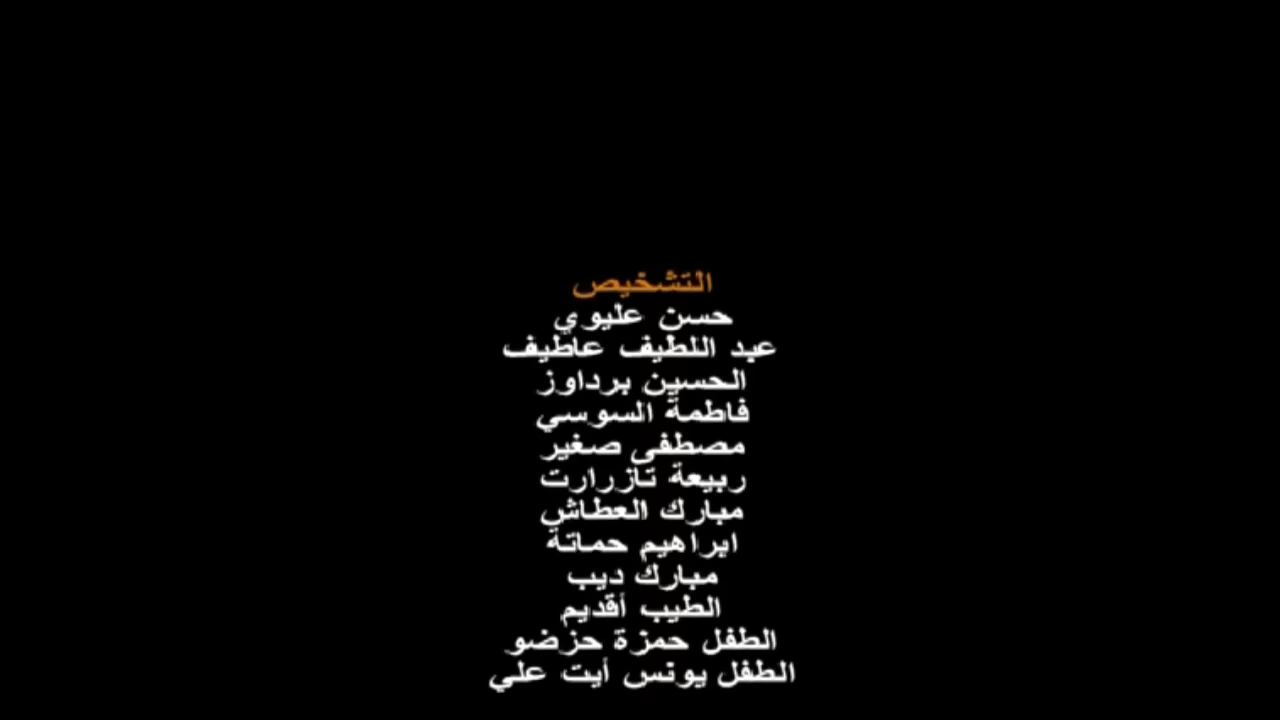 التشخيص
حسن عليوي
عبد اللطيف عاطيف
الحسين برداوز
فاطمة السوسي
مصطفى صغير
ربيعة تازرارت
مبارك العطاش
ابراهيم حماتة
مبارك ديب
الطيب أقديم
الطفل حمزة حزضو
الطفل يونس أيت علي